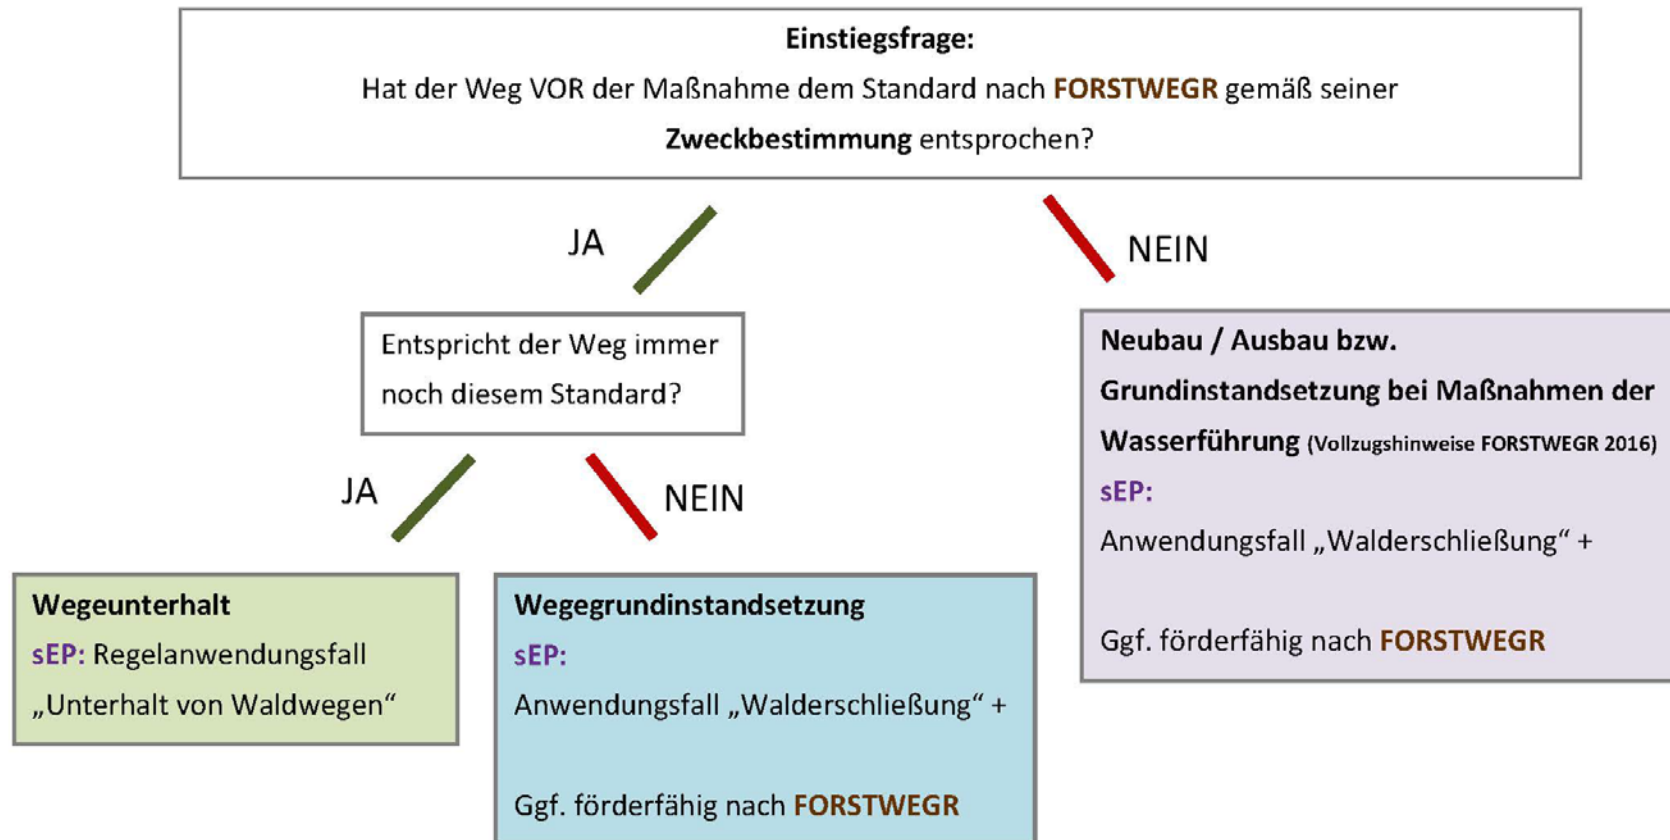 Einstiegsfrage:
Hat der Weg VOR der Maßnahme dem Standard nach FORSTWEGR gemäß seiner
Zweckbestimmung entsprochen?
JA
NEIN
Entspricht der Weg immer
noch diesem Standard?
Neubau / Ausbau bzw.
Grundinstandsetzung bei Maßnahmen der
Wasserführung (Vollzugshinweise FORSTWEGR 2016)
sEP:
Anwendungsfall „Walderschließung“ +
Ggf. förderfähig nach FORSTWEGR
JA
NEIN
Wegeunterhalt
sEP: Regelanwendungsfall
„Unterhalt von Waldwegen“
Wegegrundinstandsetzung
sEP:
Anwendungsfall „Walderschließung“ +
Ggf. förderfähig nach FORSTWEGR